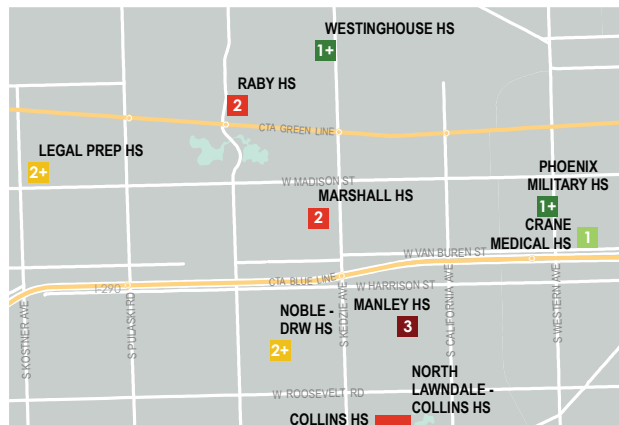 WESTINGHOUSE HS
1+
RABY HS
2
CTA GREEN LINE
LEGAL PREP HS
2+
W MADISON ST
PHOENIX
MILITARY HS
1+
MARSHALL HS
2
CRANE
MEDICAL HS
1
W VAN BUREN ST
CTA BLUE LINE
I-290
W HARRISON ST
S KOSTNER AVE
S PULASKI RD
S KEDZIE AVE
S CALIFORNIA AVE
S WESTERN AVE
NOBLE -
DRW HS
2+
MANLEY HS
3
W ROOSEVELT RD
NORTH
LAWNDALE -
COLLINS HS
COLLINS HS